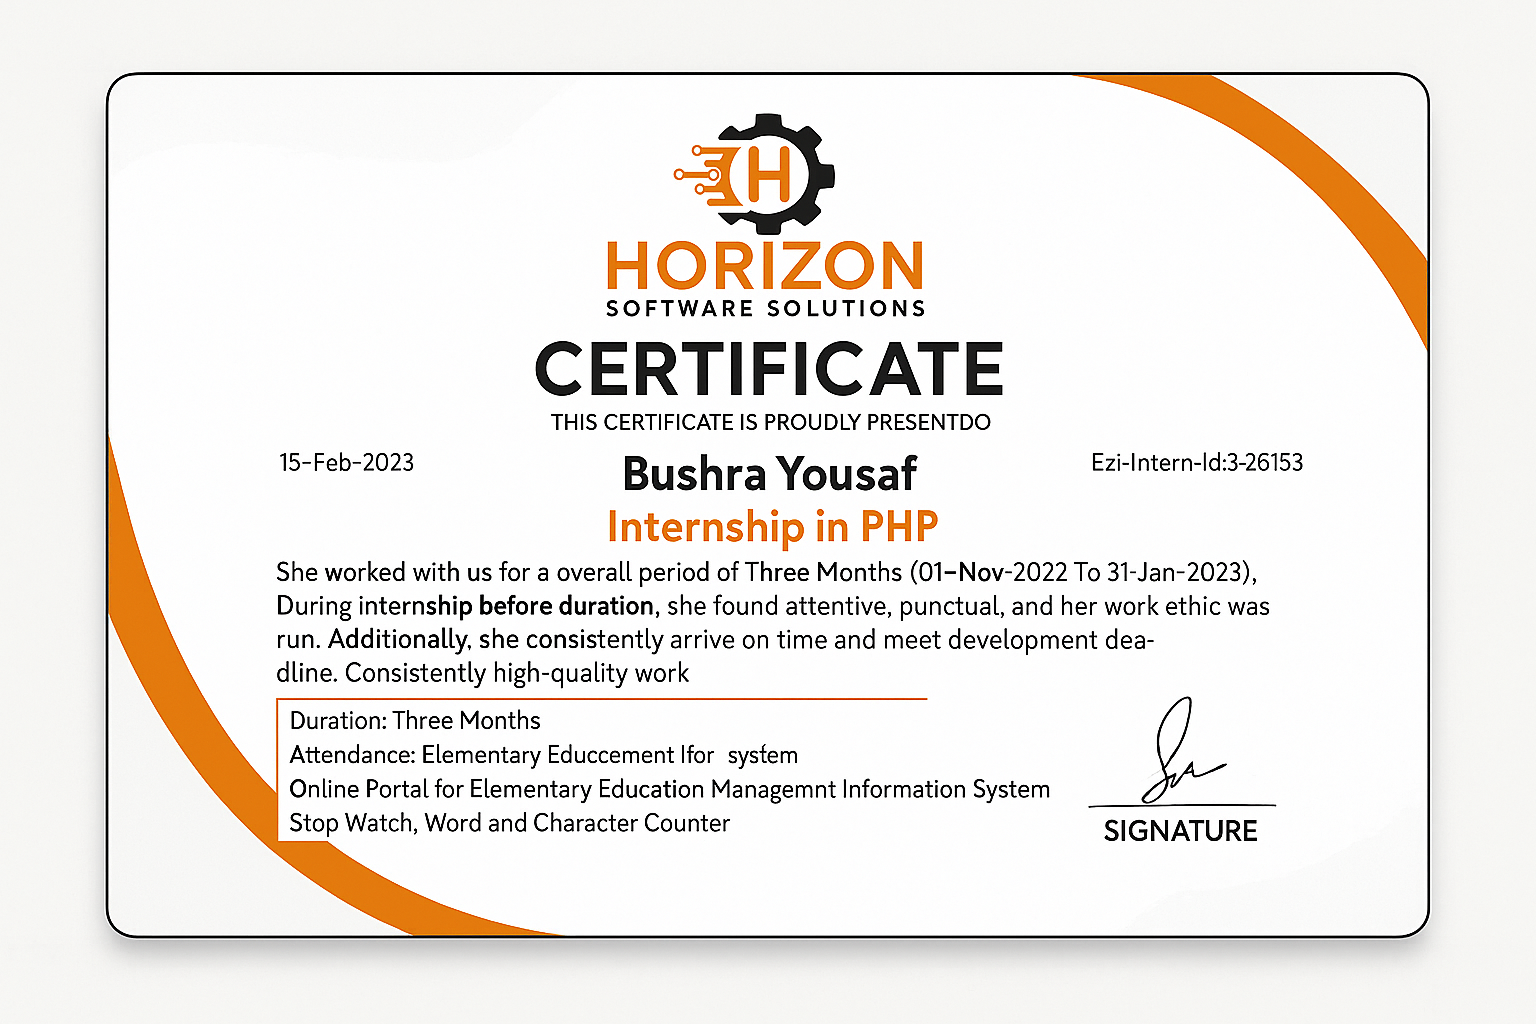 H
HORIZON
SOFTWARE SOLUTIONS
CERTIFICATE
THIS CERTIFICATE IS PROUDLY PRESENTDO
15-Feb-2023
Bushra Yousaf
Ezi-Intern-Id:3-26153
Internship in PHP
She worked with us for a overall period of Three Months (01–Nov-2022 To 31-Jan-2023),
During internship before duration, she found attentive, punctual, and her work ethic was
run. Additionally, she consistently arrive on time and meet development dea-
dline. Consistently high-quality work
Duration: Three Months
Attendance: Elementary Educcement Ifor system
Online Portal for Elementary Education Managemnt Information System
Stop Watch, Word and Character Counter
SIGNATURE